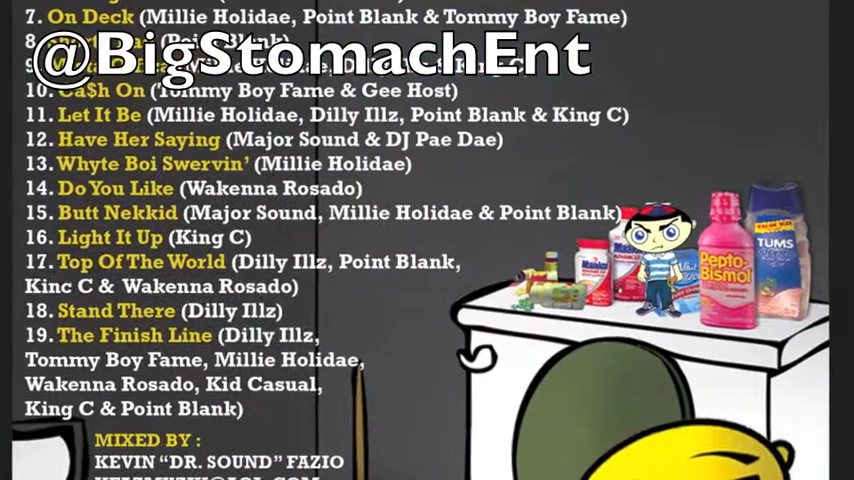 7. On Deck (Millie Holidae, Point Blank & Tommy Boy Fame)
@BigStomachEnt
10. Ca$h On (Tommy Boy Fame & Gee Host)
11. Let It Be (Millie Holidae, Dilly Illz, Point Blank & King C)
12. Have Her Saying (Major Sound & DJ Pae Dae)
13. Whyte Boi Swervin' (Millie Holidae)
14. Do You Like (Wakenna Rosado)
15. Butt Nekkid (Major Sound, Millie Holidae & Point Blank)
16. Light It Up (King C)
17. Top Of The World (Dilly Illz, Point Blank,
Kinc C & Wakenna Rosado)
18. Stand There (Dilly Illz)
19. The Finish Line (Dilly Illz,
Tommy Boy Fame, Millie Holidae,
Wakenna Rosado, Kid Casual,
King C & Point Blank)
MIXED BY :
KEVIN “DR. SOUND” FAZIO
Pepto-
Bismol
VALUE SIZE
TUMS